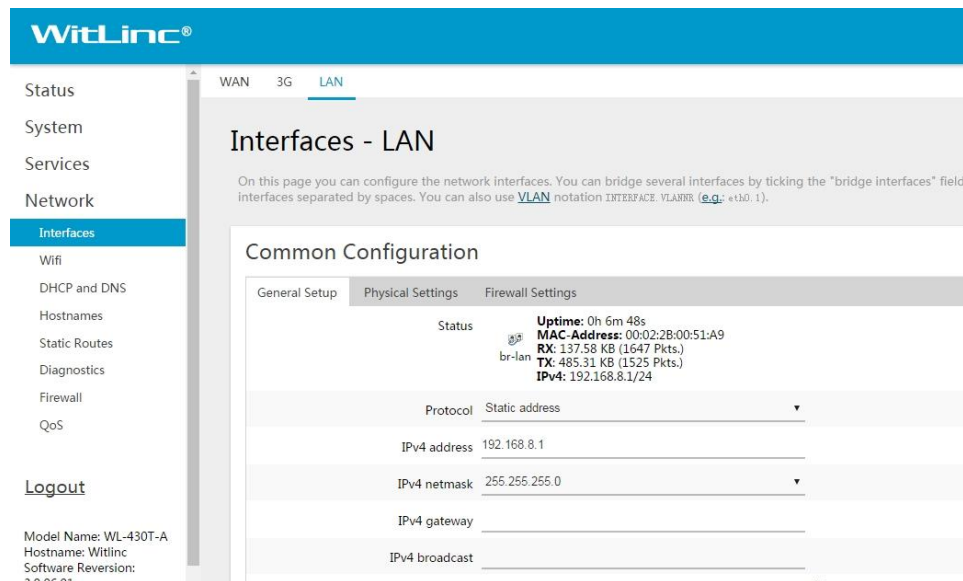 WitLinc®
Status
System
Services
Network
Interfaces
Wifi
DHCP and DNS
Hostnames
Static Routes
Diagnostics
Firewall
QoS
Logout
Model Name: WL-430T-A
Hostname: Witlinc
Software Reversion:
WAN 3G LAN
Interfaces - LAN
On this page you can configure the network interfaces. You can bridge several interfaces by ticking the "bridge interfaces" field
interfaces separated by spaces. You can also use VLAN notation INTERFACE.VLANNR (e.g.: eth0.1).
Common Configuration
General Setup Physical Settings Firewall Settings
Status
br-lan
Uptime: 0h 6m 48s
MAC-Address: 00:02:2B:00:51:A9
RX: 137.58 KB (1647 Pkts.)
TX: 485.31 KB (1525 Pkts.)
IPv4: 192.168.8.1/24
Protocol Static address
IPv4 address 192.168.8.1
IPv4 netmask 255.255.255.0
IPv4 gateway
IPv4 broadcast